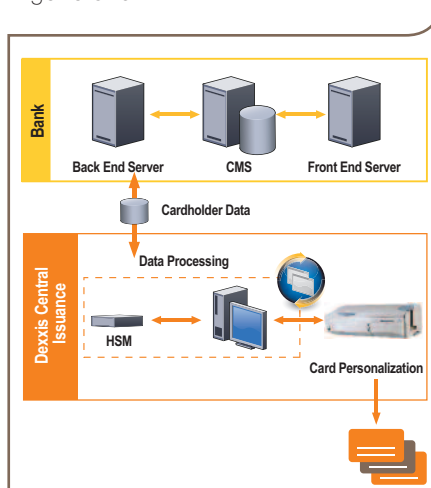 Bank
Back End Server
CMS
Front End Server
Cardholder Data
Dexxis Central
Issuance
Data Processing
HSM
Card Personalization